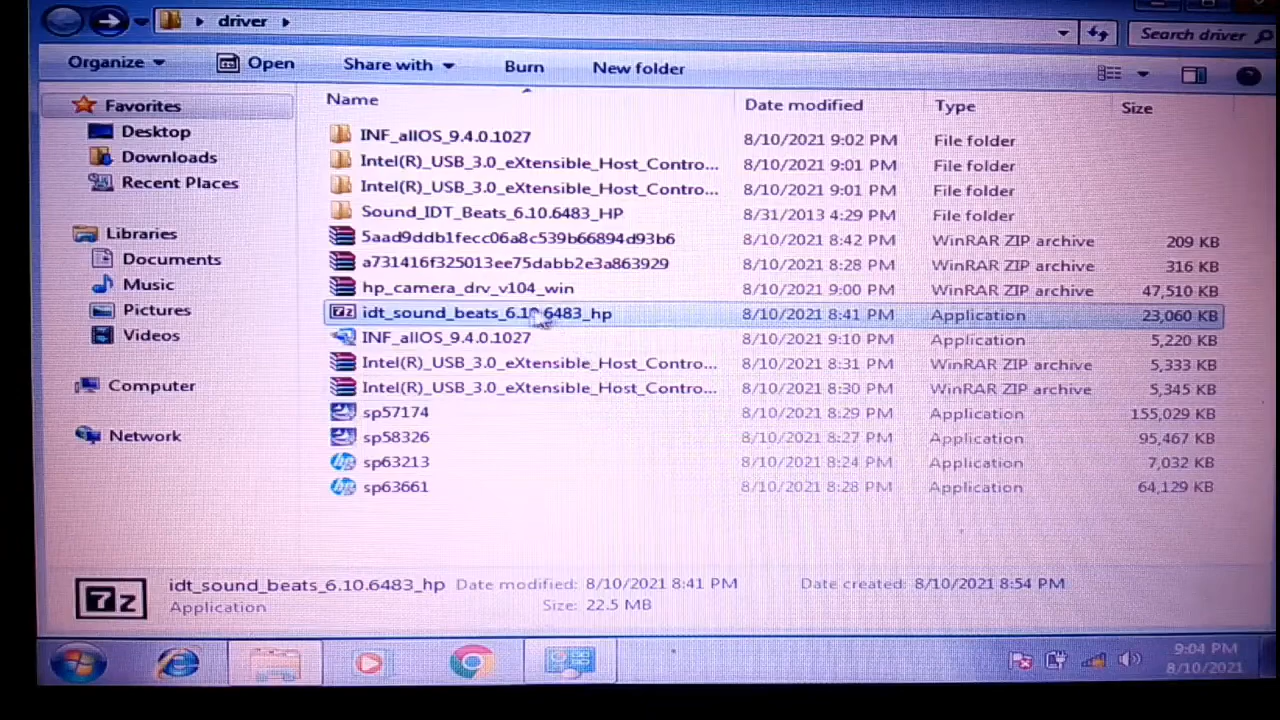 driver
Search driver
Organize Open Share with Burn New folder
Name Date modified Type Size
Favorites
Desktop
Downloads
Recent Places
Libraries
Documents
Music
Pictures
Videos
Computer
Network
INF_allOS_9.4.0.1027 8/10/2021 9:02 PM File folder
Intel(R)_USB_3.0_eXtensible_Host_Contro... 8/10/2021 9:01 PM File folder
Intel(R)_USB_3.0_eXtensible_Host_Contro... 8/10/2021 9:01 PM File folder
Sound_IDT_Beats_6.10.6483_HP 8/31/2013 4:29 PM File folder
5aad9ddb1fecc06a8c539b66894d93b6 8/10/2021 8:42 PM WinRAR ZIP archive 209 KB
a731416f325013ee75dabb2e3a863929 8/10/2021 8:28 PM WinRAR ZIP archive 316 KB
hp_camera_drv_v104_win 8/10/2021 9:00 PM WinRAR ZIP archive 47,510 KB
idt_sound_beats_6.10.6483_hp 8/10/2021 8:41 PM Application 23,060 KB
INF_allOS_9.4.0.1027 8/10/2021 9:10 PM Application 5,220 KB
Intel(R)_USB_3.0_eXtensible_Host_Contro... 8/10/2021 8:31 PM WinRAR ZIP archive 5,333 KB
Intel(R)_USB_3.0_eXtensible_Host_Contro... 8/10/2021 8:30 PM WinRAR ZIP archive 5,345 KB
sp57174 8/10/2021 8:29 PM Application 155,029 KB
sp58326 8/10/2021 8:27 PM Application 95,467 KB
sp63213 8/10/2021 8:24 PM Application 7,032 KB
sp63661 8/10/2021 8:28 PM Application 64,129 KB
7z
idt_sound_beats_6.10.6483_hp Date modified: 8/10/2021 8:41 PM Date created: 8/10/2021 8:54 PM
Application Size: 22.5 MB
9:04 PM
8/10/2021